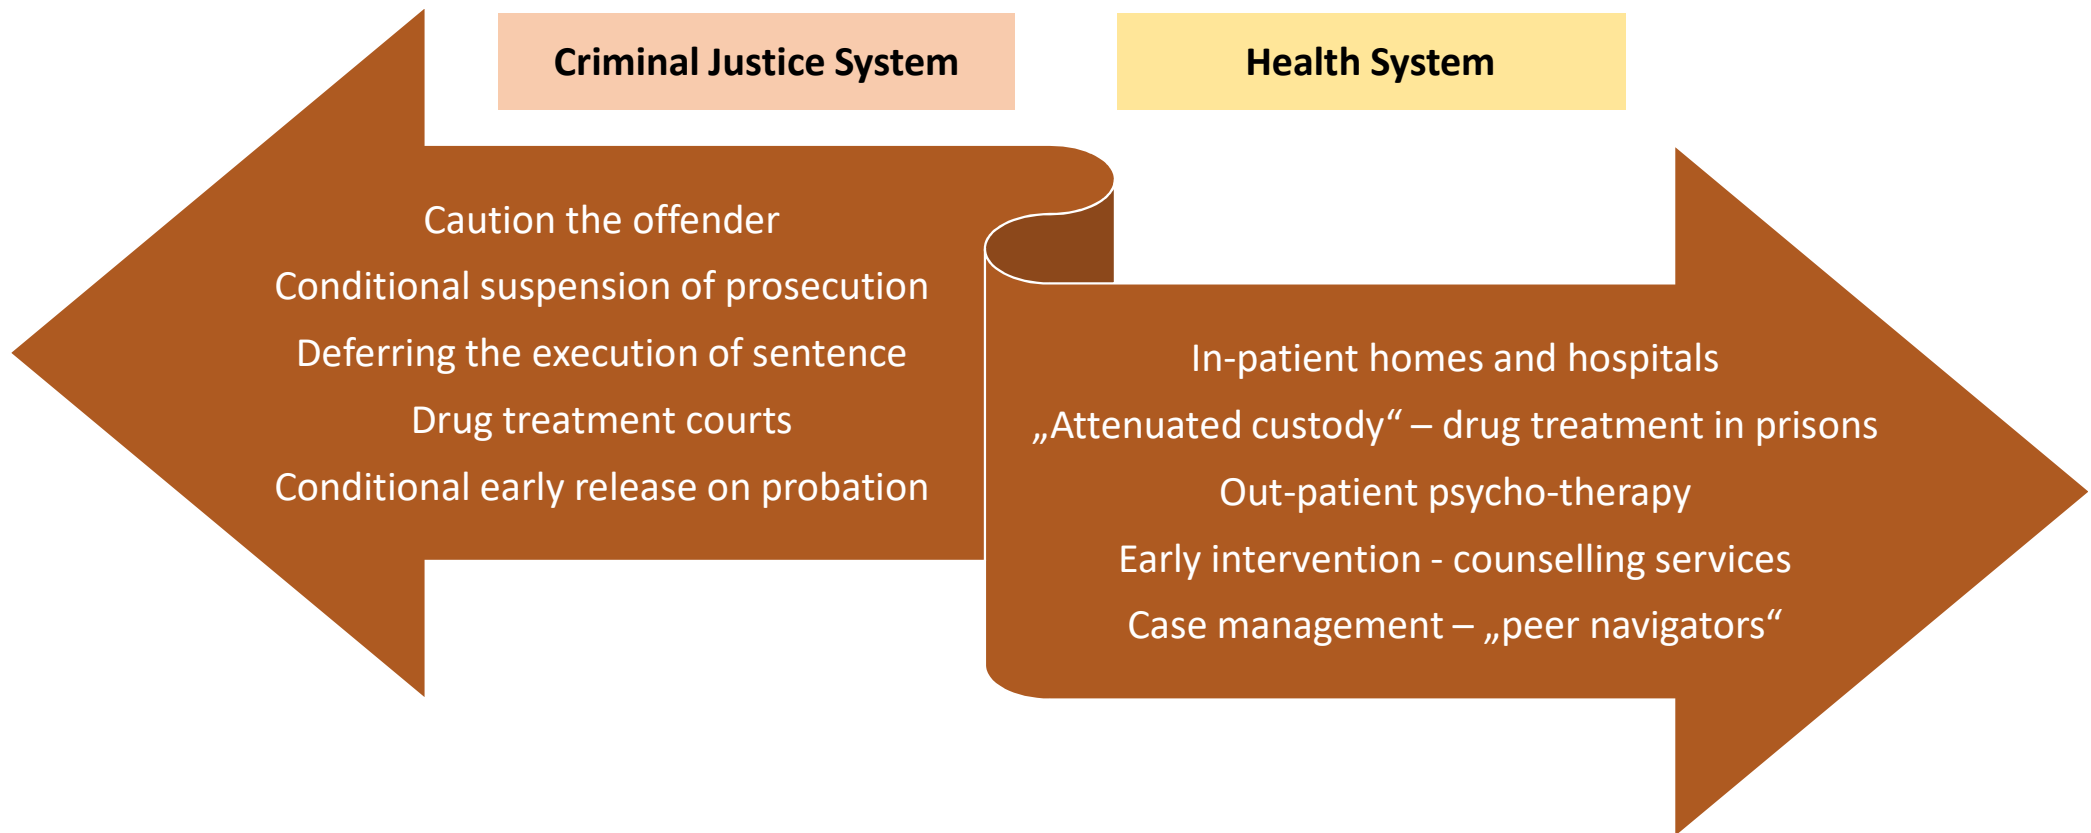 Criminal Justice System
Health System
Caution the offender
Conditional suspension of prosecution
Deferring the execution of sentence
Drug treatment courts
Conditional early release on probation
In-patient homes and hospitals
„Attenuated custody“ – drug treatment in prisons
Out-patient psycho-therapy
Early intervention - counselling services
Case management – „peer navigators“